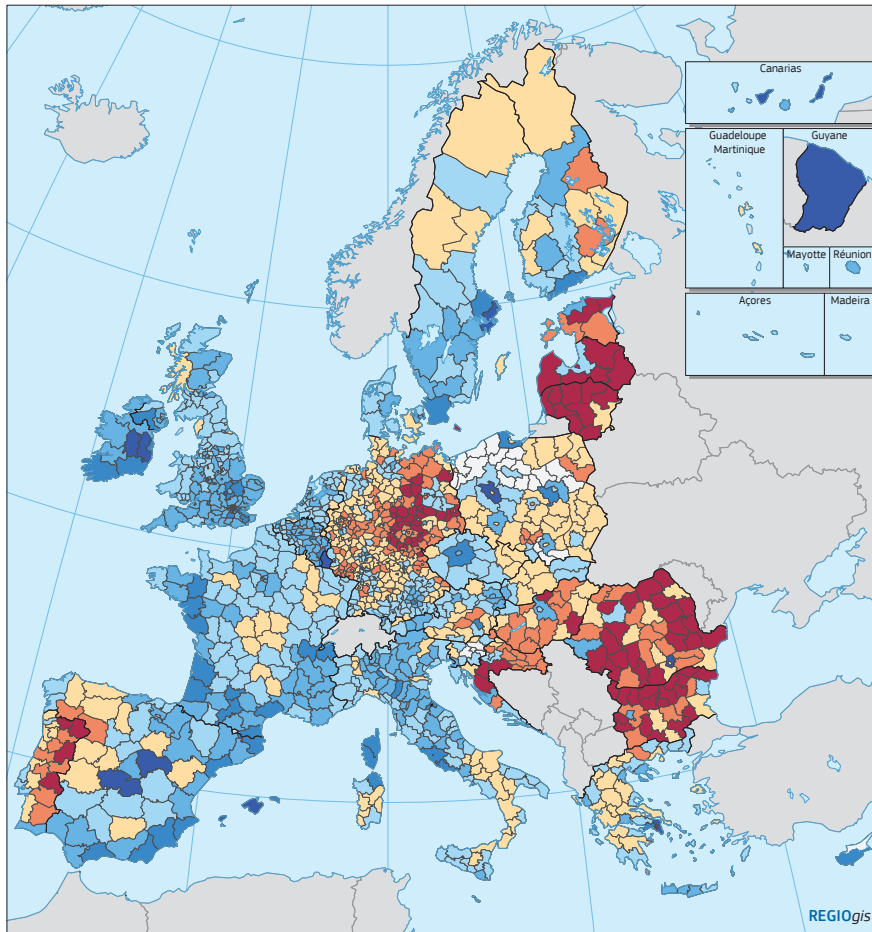 Canarias
Guadeloupe
Martinique
Guyane
Mayotte
Réunion
Açores
Madeira
REGIOgis